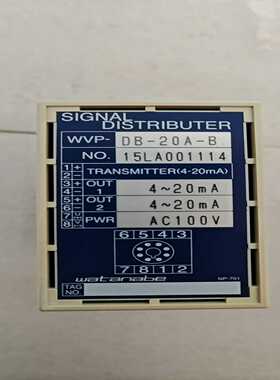 SIGNAL
DISTRIBUTER
WVP- DB-20A-B
NO. 15LA001114
1 + TRANSMITTER(4-20mA)
2 -
3 + OUT 1 4~20mA
4 -
5 + OUT 2 4~20mA
6 -
7 PWR AC100V
8
6 5 4 3
7 8 1 2
watanabe NP-701
TAG NO.